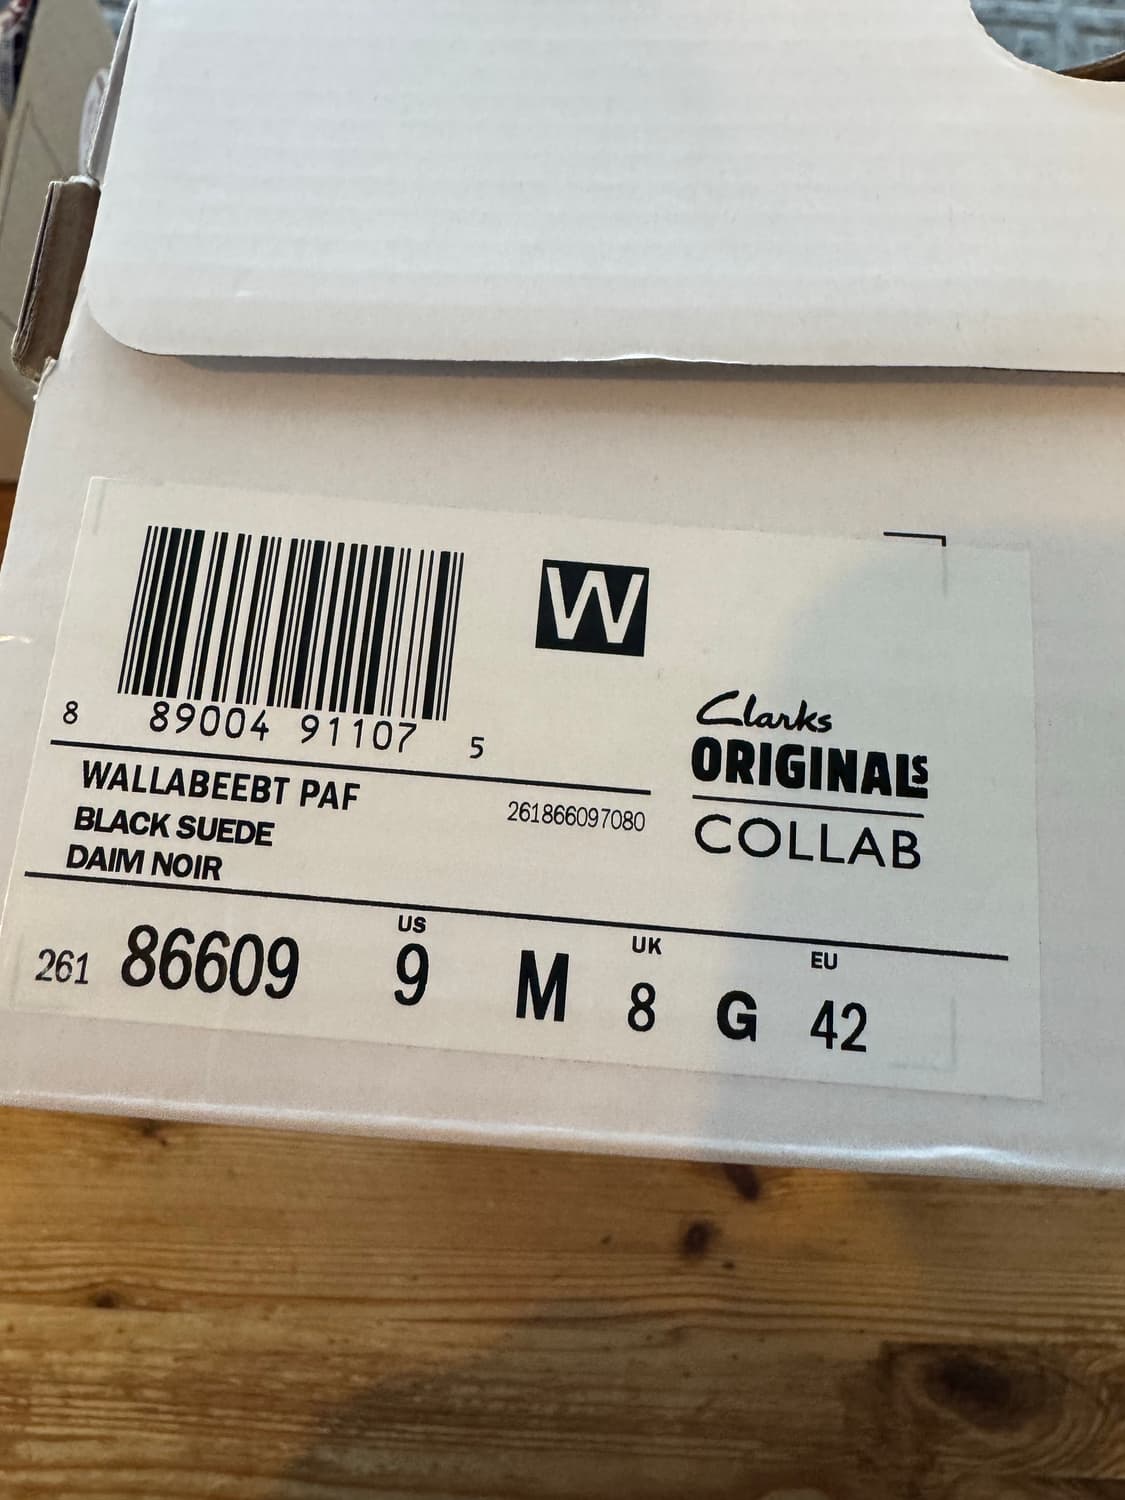 W
8 89004 91107 5
Clarks
ORIGINALS
COLLAB
WALLABEEBT PAF
261866097080
BLACK SUEDE
DAIM NOIR
US UK EU
261 86609 9 M 8 G 42